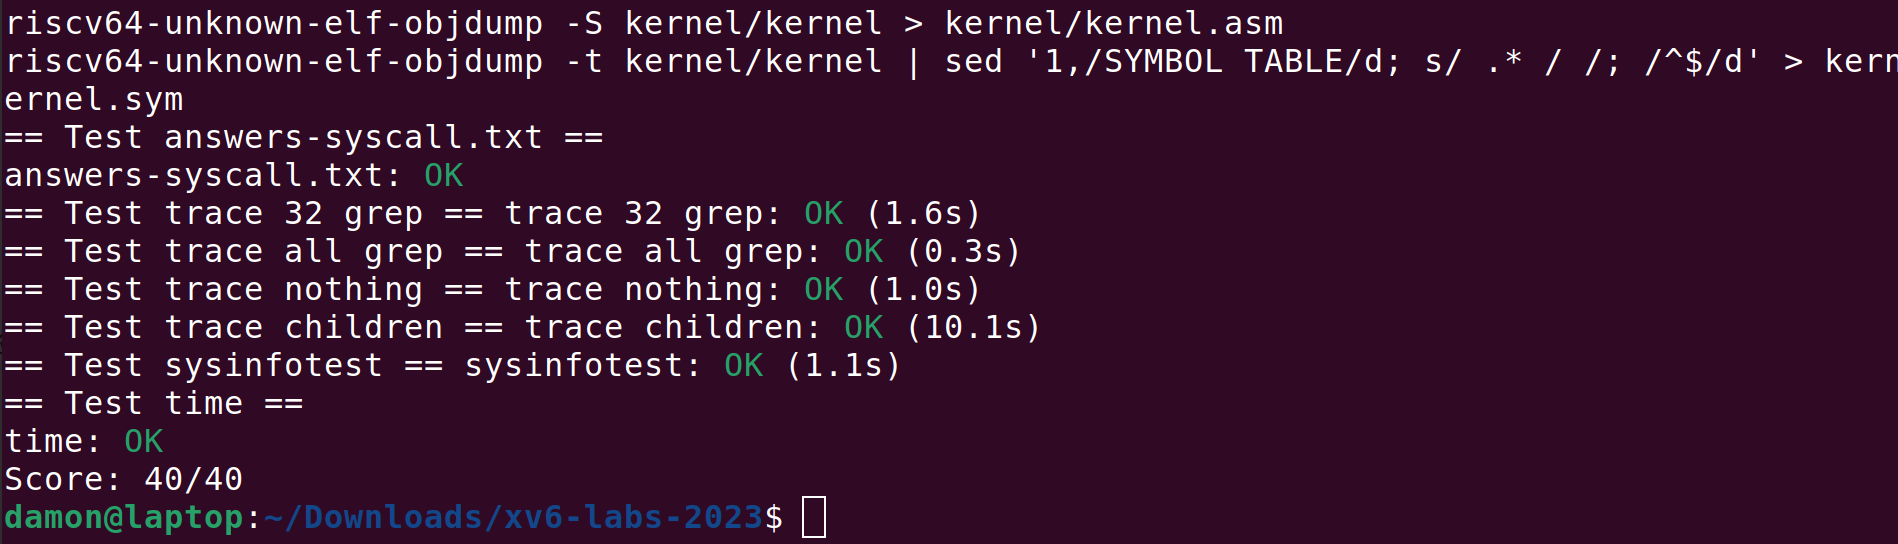 riscv64-unknown-elf-objdump -S kernel/kernel > kernel/kernel.asm
riscv64-unknown-elf-objdump -t kernel/kernel | sed '1,/SYMBOL TABLE/d; s/ .* / /; /^$/d' > kern
ernel.sym
== Test answers-syscall.txt ==
answers-syscall.txt: OK
== Test trace 32 grep == trace 32 grep: OK (1.6s)
== Test trace all grep == trace all grep: OK (0.3s)
== Test trace nothing == trace nothing: OK (1.0s)
== Test trace children == trace children: OK (10.1s)
== Test sysinfotest == sysinfotest: OK (1.1s)
== Test time ==
time: OK
Score: 40/40
damon@laptop:~/Downloads/xv6-labs-2023$